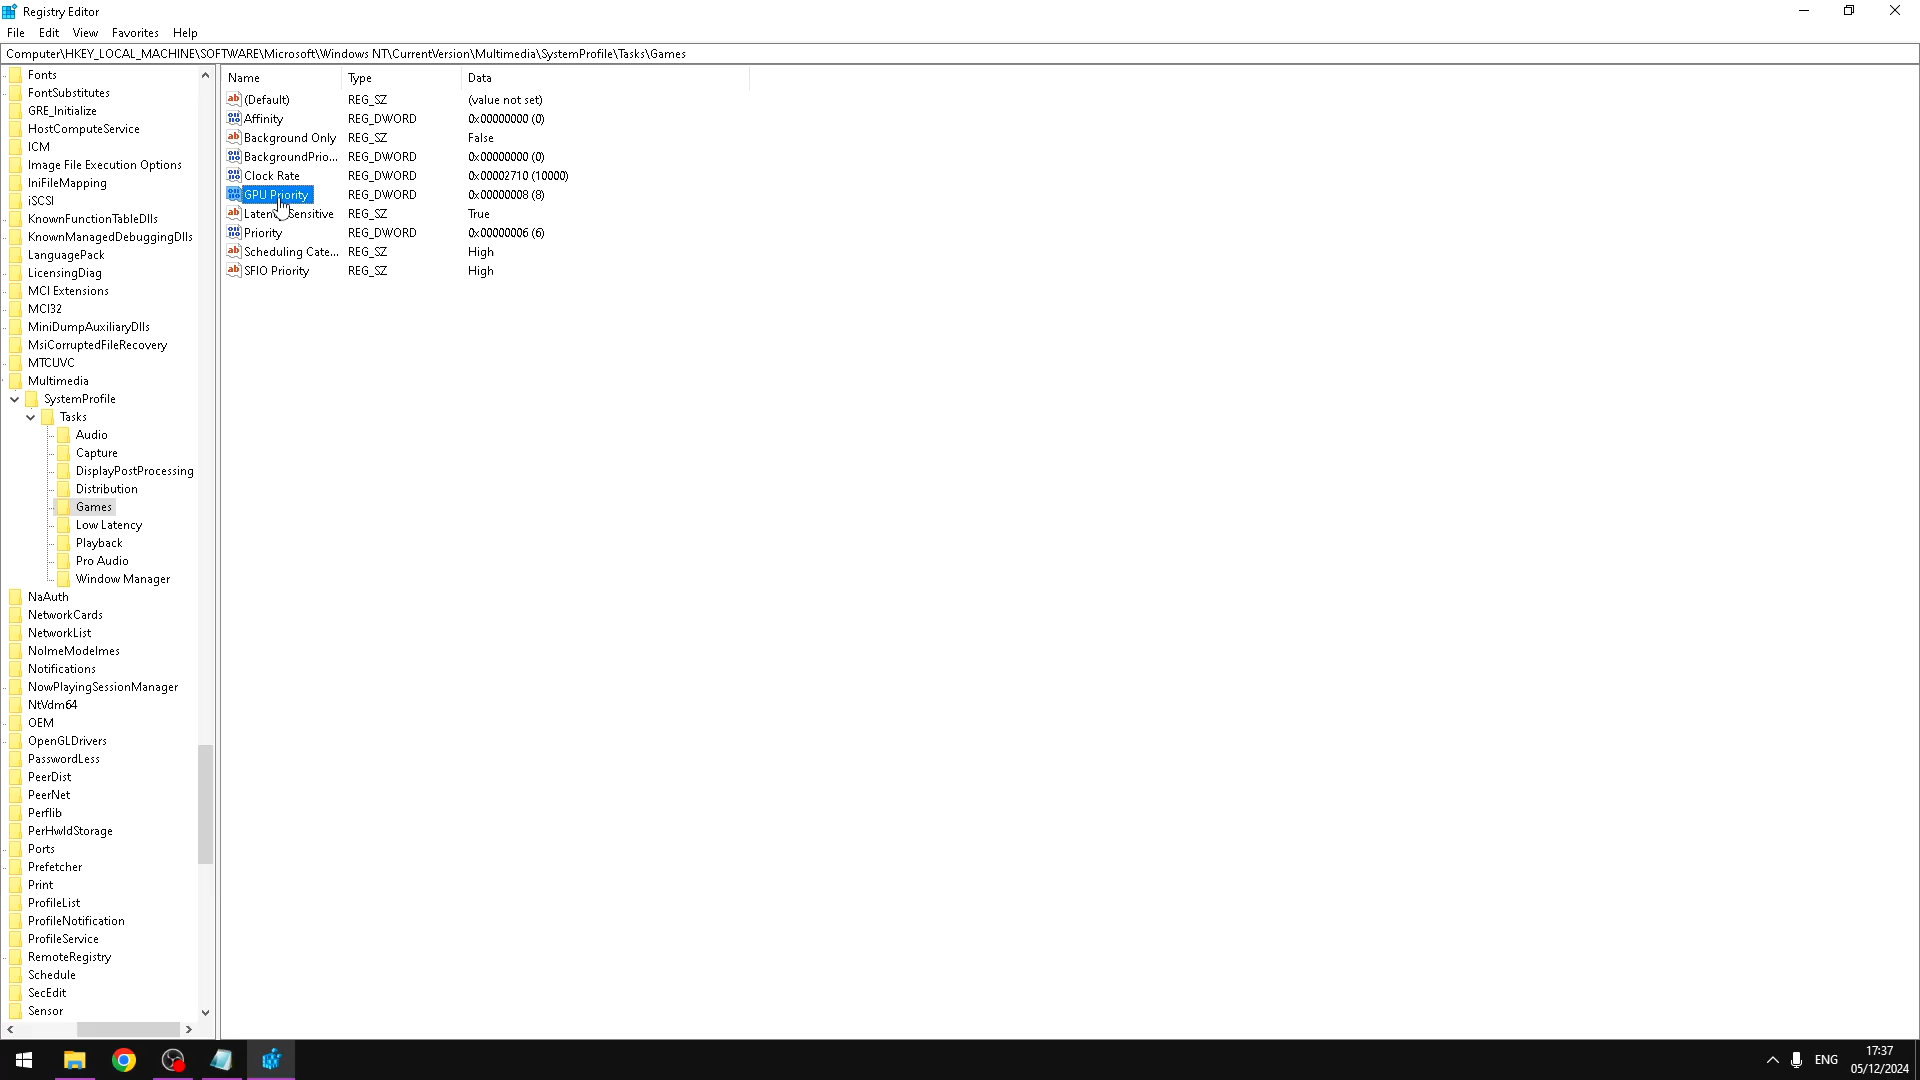 Registry Editor
File Edit View Favorites Help
Computer\HKEY_LOCAL_MACHINE\SOFTWARE\Microsoft\Windows NT\CurrentVersion\Multimedia\SystemProfile\Tasks\Games
Fonts
FontSubstitutes
GRE_Initialize
HostComputeService
ICM
Image File Execution Options
IniFileMapping
iSCSI
KnownFunctionTableDlls
KnownManagedDebuggingDlls
LanguagePack
LicensingDiag
MCI Extensions
MCI32
MiniDumpAuxiliaryDlls
MsiCorruptedFileRecovery
MTCUVC
Multimedia
SystemProfile
Tasks
Audio
Capture
DisplayPostProcessing
Distribution
Games
Low Latency
Playback
Pro Audio
Window Manager
NaAuth
NetworkCards
NetworkList
NoImeModeImes
Notifications
NowPlayingSessionManager
NtVdm64
OEM
OpenGLDrivers
PasswordLess
PeerDist
PeerNet
Perflib
PerHwIdStorage
Ports
Prefetcher
Print
ProfileList
ProfileNotification
ProfileService
RemoteRegistry
Schedule
SecEdit
Sensor
Name Type Data
(Default) REG_SZ (value not set)
Affinity REG_DWORD 0x00000000 (0)
Background Only REG_SZ False
BackgroundPrio... REG_DWORD 0x00000000 (0)
Clock Rate REG_DWORD 0x00002710 (10000)
GPU Priority REG_DWORD 0x00000008 (8)
Latency Sensitive REG_SZ True
Priority REG_DWORD 0x00000006 (6)
Scheduling Cate... REG_SZ High
SFIO Priority REG_SZ High
ENG
17:37
05/12/2024